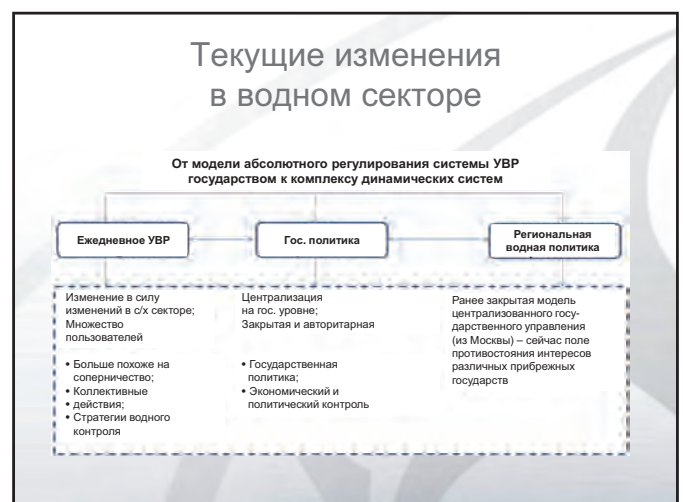 Текущие изменения
в водном секторе
От модели абсолютного регулирования системы УВР
государством к комплексу динамических систем
Ежедневное УВР
Гос. политика
Региональная
водная политика
Изменение в силу
изменений в с/х секторе;
Множество
пользователей
• Больше похоже на
соперничество;
• Коллективные
• действия;
• Стратегии водного
контроля
Централизация
на гос. уровне;
Закрытая и авторитарная
• Государственная
политика;
• Экономический и
политический контроль
Ранее закрытая модель
централизованного госу-
дарственного управления
(из Москвы) – сейчас поле
противостояния интересов
различных прибрежных
государств